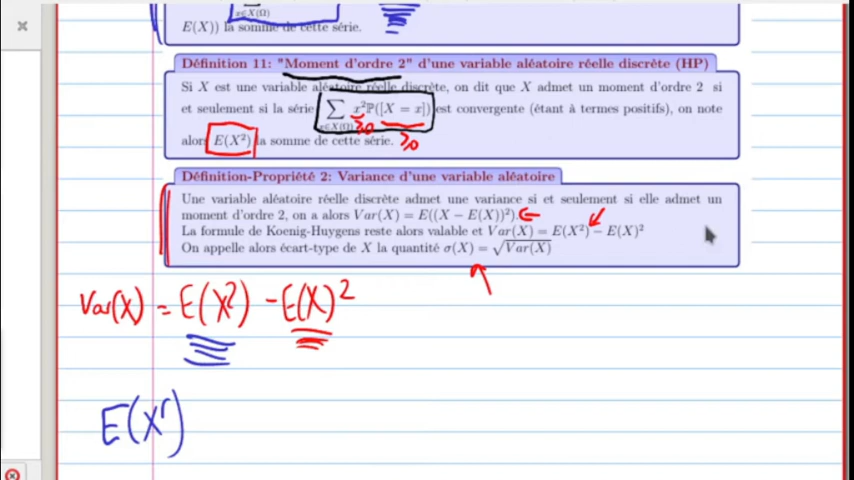 x∈X(Ω)
E(X)) la somme de cette série.
Définition 11: "Moment d'ordre 2" d'une variable aléatoire réelle discrète (HP)
Si X est une variable aléatoire réelle discrète, on dit que X admet un moment d'ordre 2 si
et seulement si la série ∑ x²ℙ([X = x]) est convergente (étant à termes positifs), on note
x∈X(Ω) ≥0
alors E(X²) la somme de cette série. ≥0
Définition-Propriété 2: Variance d'une variable aléatoire
Une variable aléatoire réelle discrète admet une variance si et seulement si elle admet un
moment d'ordre 2, on a alors Var(X) = E((X − E(X))²).
La formule de Koenig-Huygens reste alors valable et Var(X) = E(X²) − E(X)²
On appelle alors écart-type de X la quantité σ(X) = √Var(X)
Var(X) = E(X²) - E(X)²
E(X^r)